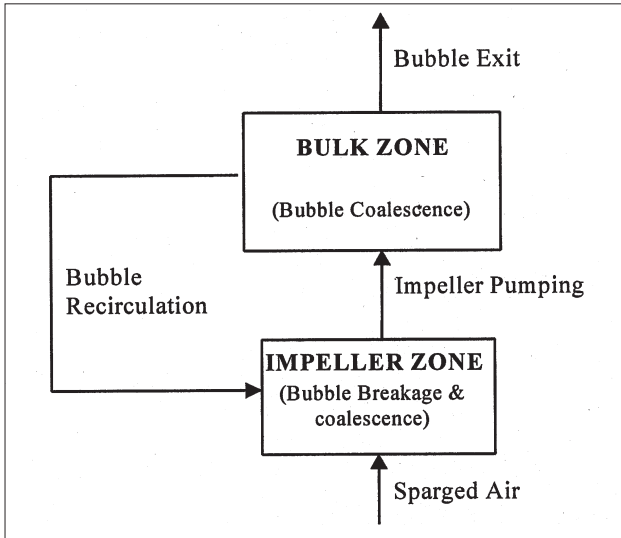 Bubble Exit
BULK ZONE
(Bubble Coalescence)
Bubble
Recirculation
Impeller Pumping
IMPELLER ZONE
(Bubble Breakage &
coalescence)
Sparged Air